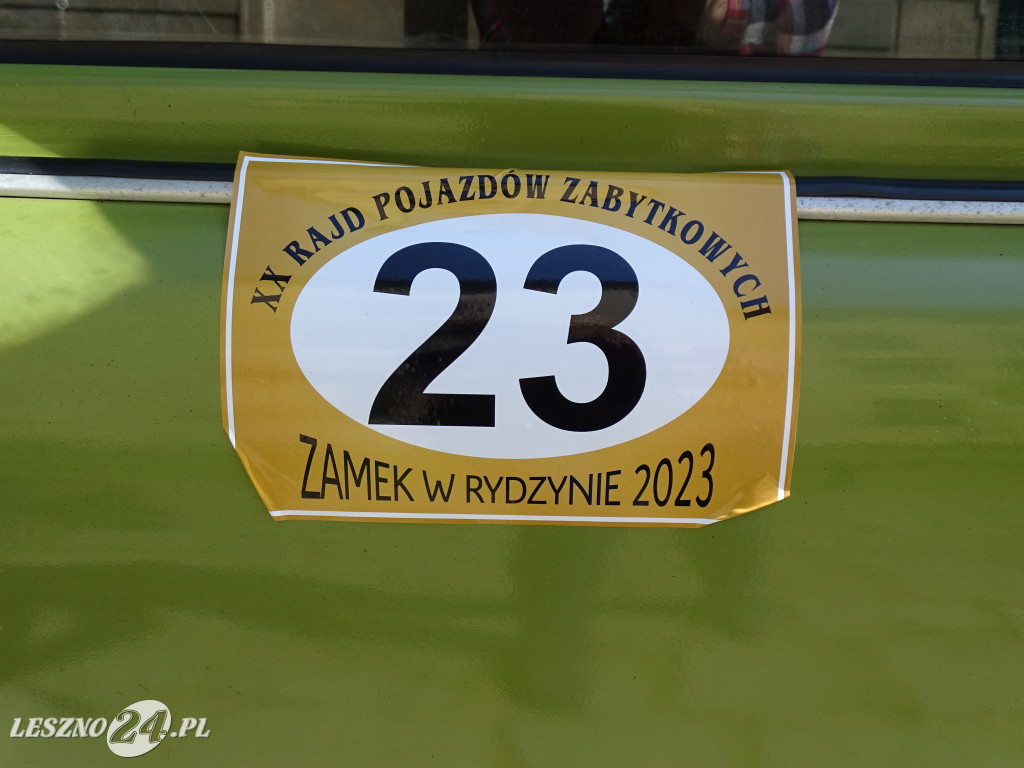 XX RAJD POJAZDÓW ZABYTKOWYCH
23
ZAMEK W RYDZYNIE 2023
LESZNO24.PL